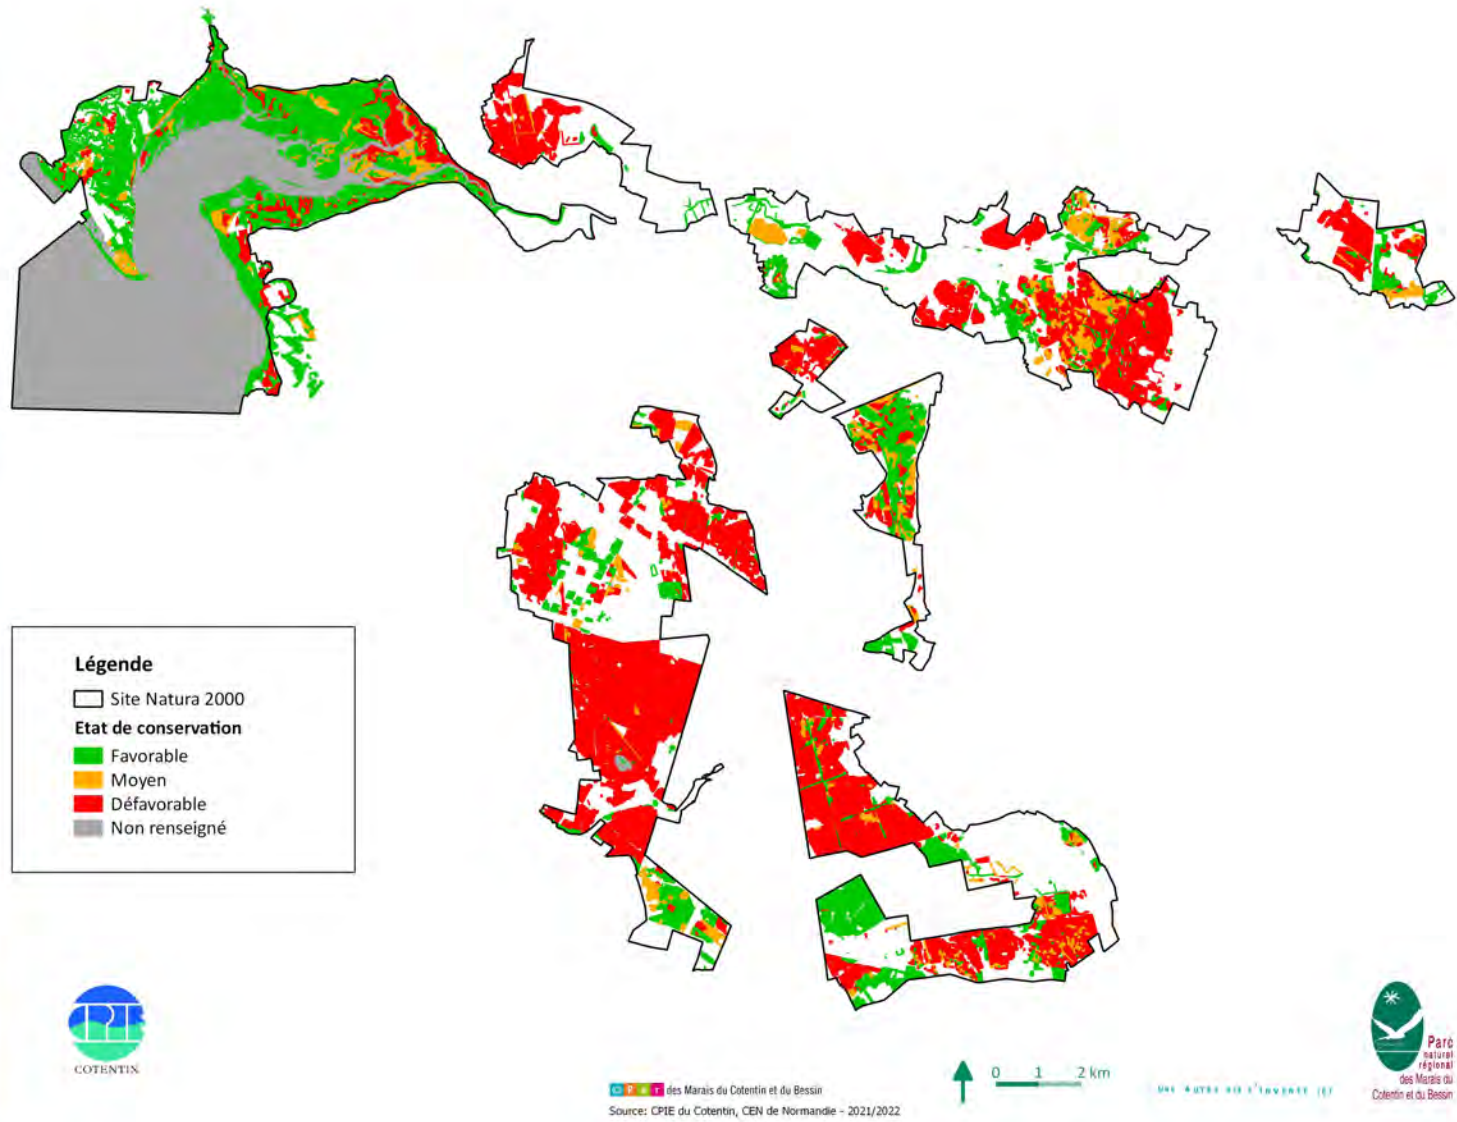 Légende
Site Natura 2000
Etat de conservation
Favorable
Moyen
Défavorable
Non renseigné
COTENTIN
des Marais du Cotentin et du Bessin
Source: CPIE du Cotentin, CEN de Normandie - 2021/2022
0 1 2 km
Parc
naturel
régional
des Marais du
Cotentin et du Bessin